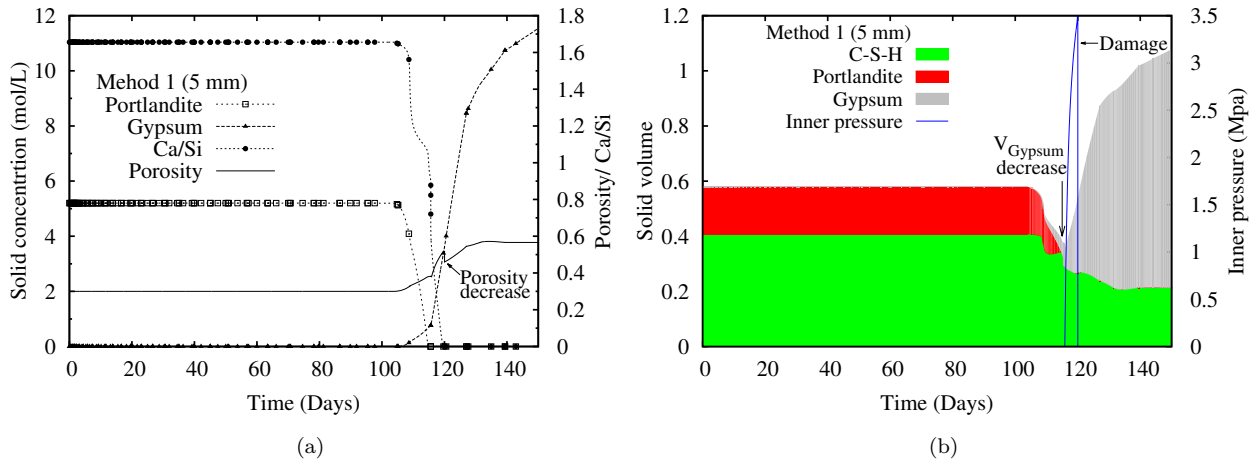 12
10
8
6
4
2
0
Solid concentrtion (mol/L)
Mehod 1 (5 mm)
Portlandite
Gypsum
Ca/Si
Porosity
Porosity
decrease
1.8
1.6
1.4
1.2
1
0.8
0.6
0.4
0.2
0
Porosity/ Ca/Si
0 20 40 60 80 100 120 140
Time (Days)
(a)
1.2
1
0.8
0.6
0.4
0.2
0
Solid volume
Method 1 (5 mm)
C-S-H
Portlandite
Gypsum
Inner pressure
Damage
VGypsum
decrease
3.5
3
2.5
2
1.5
1
0.5
0
Inner pressure (Mpa)
0 20 40 60 80 100 120 140
Time (Days)
(b)